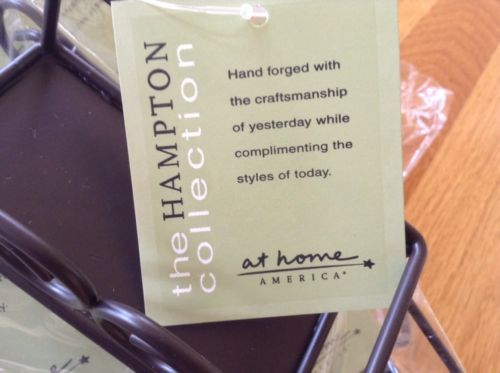 the HAMPTON
collection
Hand forged with
the craftsmanship
of yesterday while
complimenting the
styles of today.
at home
AMERICA®